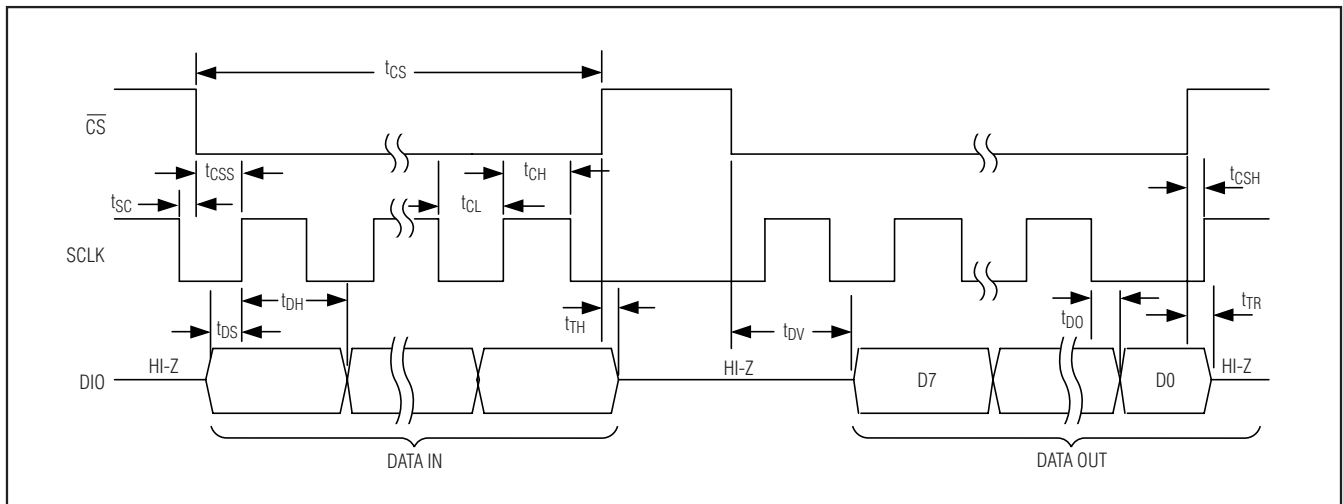 tCS
CS
tCSS
tCH
tCSH
tSC
tCL
SCLK
tDH
tTH
tTR
tDS
tDV
tDO
HI-Z
HI-Z
HI-Z
DIO
D7
D0
DATA IN
DATA OUT